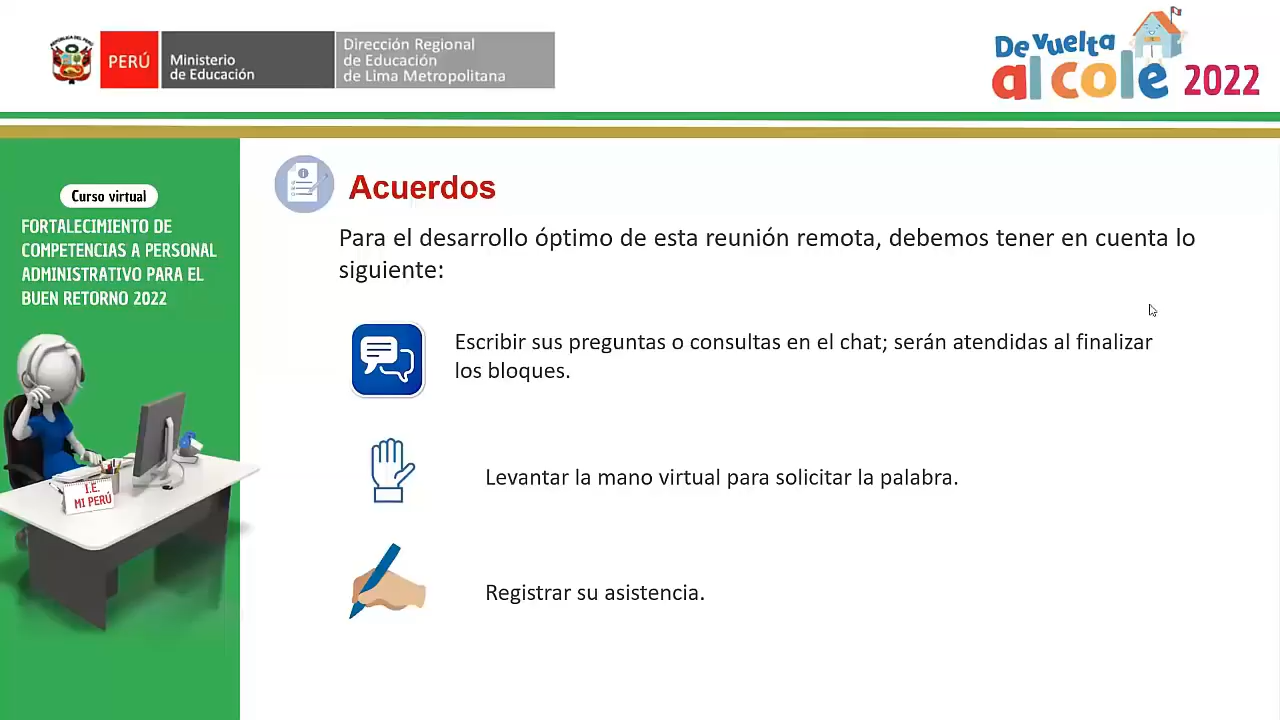 PERÚ
Ministerio
de Educación
Dirección Regional
de Educación
de Lima Metropolitana
De vuelta
al cole 2022
Curso virtual
FORTALECIMIENTO DE
COMPETENCIAS A PERSONAL
ADMINISTRATIVO PARA EL
BUEN RETORNO 2022
I.E.
MI PERÚ
Acuerdos
Para el desarrollo óptimo de esta reunión remota, debemos tener en cuenta lo
siguiente:
Escribir sus preguntas o consultas en el chat; serán atendidas al finalizar
los bloques.
Levantar la mano virtual para solicitar la palabra.
Registrar su asistencia.